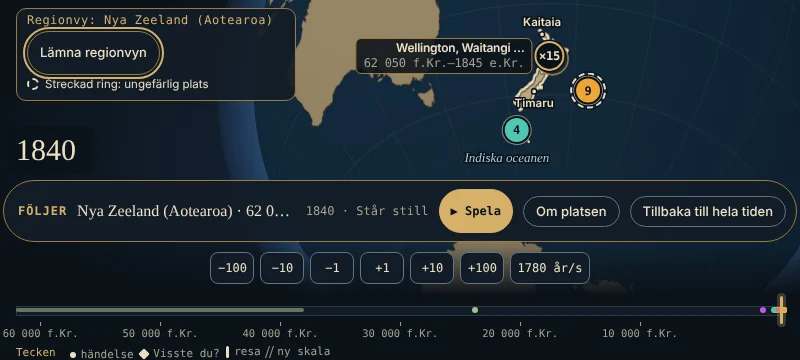 Regionvy: Nya Zeeland (Aotearoa)
Lämna regionvyn
Streckad ring: ungefärlig plats
Kaitaia
Wellington, Waitangi ...
62 050 f.Kr.–1845 e.Kr.
×15
9
Timaru
4
Indiska oceanen
1840
FÖLJER Nya Zeeland (Aotearoa) · 62 0... 1840 · Står still ▶ Spela Om platsen Tillbaka till hela tiden
−100 −10 −1 +1 +10 +100 1780 år/s
60 000 f.Kr. 50 000 f.Kr. 40 000 f.Kr. 30 000 f.Kr. 20 000 f.Kr. 10 000 f.Kr.
Tecken händelse Visste du? resa // ny skala